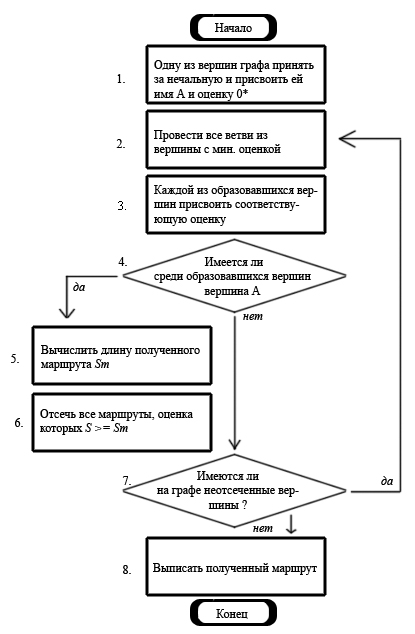 Начало
1.
Одну из вершин графа принять
за нечальную и присвоить ей
имя А и оценку 0*
2.
Провести все ветви из
вершины с мин. оценкой
3.
Каждой из образовавшихся вер-
шин присвоить соответству-
ющую оценку
4.
Имеется ли
среди образовавшихся вершин
вершина А
да
нет
5.
Вычислить длину полученного
маршрута Sm
6.
Отсечь все маршруты, оценка
которых S >= Sm
7.
Имеются ли
на графе неотсеченные вер-
шины ?
да
нет
8.
Выписать полученный маршрут
Конец